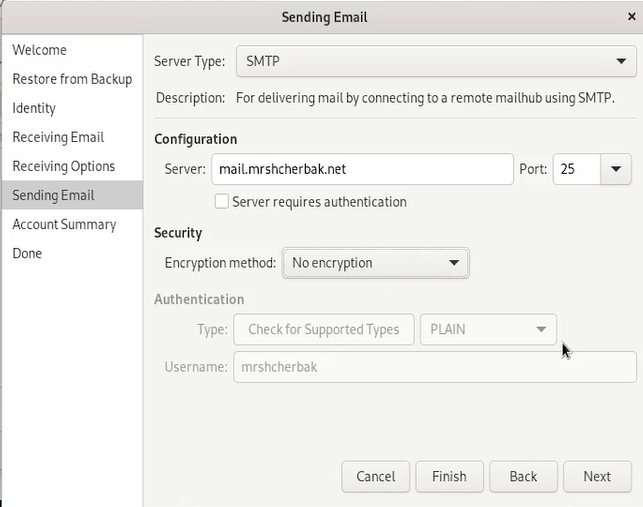 Sending Email
×
Welcome
Restore from Backup
Identity
Receiving Email
Receiving Options
Sending Email
Account Summary
Done
Server Type: SMTP
Description: For delivering mail by connecting to a remote mailhub using SMTP.
Configuration
Server: mail.mrshcherbak.net Port: 25
Server requires authentication
Security
Encryption method: No encryption
Authentication
Type: Check for Supported Types PLAIN
Username: mrshcherbak
Cancel Finish Back Next